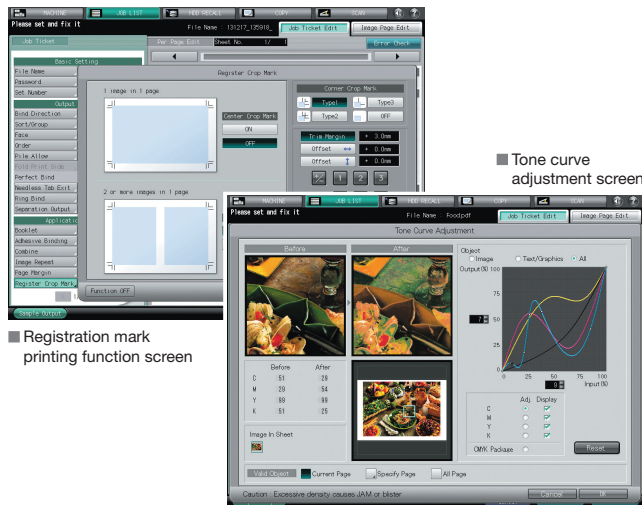 MACHINE
JOB LIST
HDD RECALL
COPY
SCAN
Please set and fix it
File Name : 131217_135918_
Job Ticket Edit
Image Page Edit
Job Ticket
Per Page Edit
Sheet No. 1/ 1
Error Check
Basic Setting
File Name
Password
Set Number
Output
Bind Direction
Sort/Group
Face
Order
Pile Allow
Fold Print Side
Perfect Bind
Needless Tab Exit
Ring Bind
Separation Output
Applicatio
Booklet
Adhesive Binding
Combine
Image Repeat
Page Margin
Register Crop Mark
Sample Output
Register Crop Mark
1 image in 1 page
2 or more images in 1 page
Center Crop Mark
ON
OFF
Corner Crop Mark
Type1
Type3
Type2
OFF
Trim Margin + 3.0mm
Offset ↔ + 0.0mm
Offset ↕ + 0.0mm
1 2 3
Function OFF
■ Registration mark
printing function screen
■ Tone curve
adjustment screen
MACHINE
JOB LIST
HDD RECALL
COPY
SCAN
Please set and fix it
File Name : Foodpdf
Job Ticket Edit
Image Page Edit
Tone Curve Adjustment
Before
After
Object
Image
Text/Graphics
All
Output(%) 100
75
50
25
0
7
0 25 50 75 100
9
Input(%)
Before After
C 51 29
M 29 54
Y 99 99
K 51 25
Image In Sheet
Adj. Display
C
M
Y
K
CMYK Package
Reset
Valid Object
Current Page
Specify Page
All Page
Caution : Excessive density causes JAM or blister
Cancel
OK